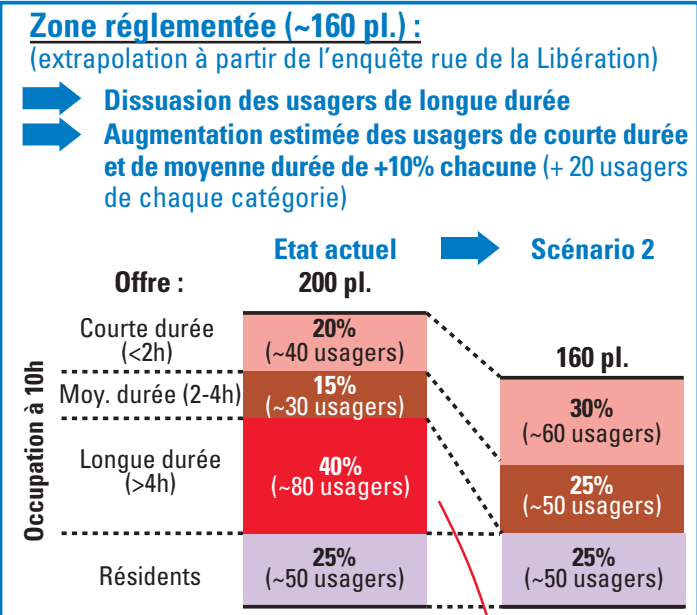 Zone réglementée (~160 pl.) :
(extrapolation à partir de l'enquête rue de la Libération)
Dissuasion des usagers de longue durée
Augmentation estimée des usagers de courte durée
et de moyenne durée de +10% chacune (+ 20 usagers
de chaque catégorie)
Etat actuel
Scénario 2
Offre :
200 pl.
160 pl.
Occupation à 10h
Courte durée
(<2h)
20%
(~40 usagers)
30%
(~60 usagers)
Moy. durée (2-4h)
15%
(~30 usagers)
25%
(~50 usagers)
Longue durée
(>4h)
40%
(~80 usagers)
Résidents
25%
(~50 usagers)
25%
(~50 usagers)